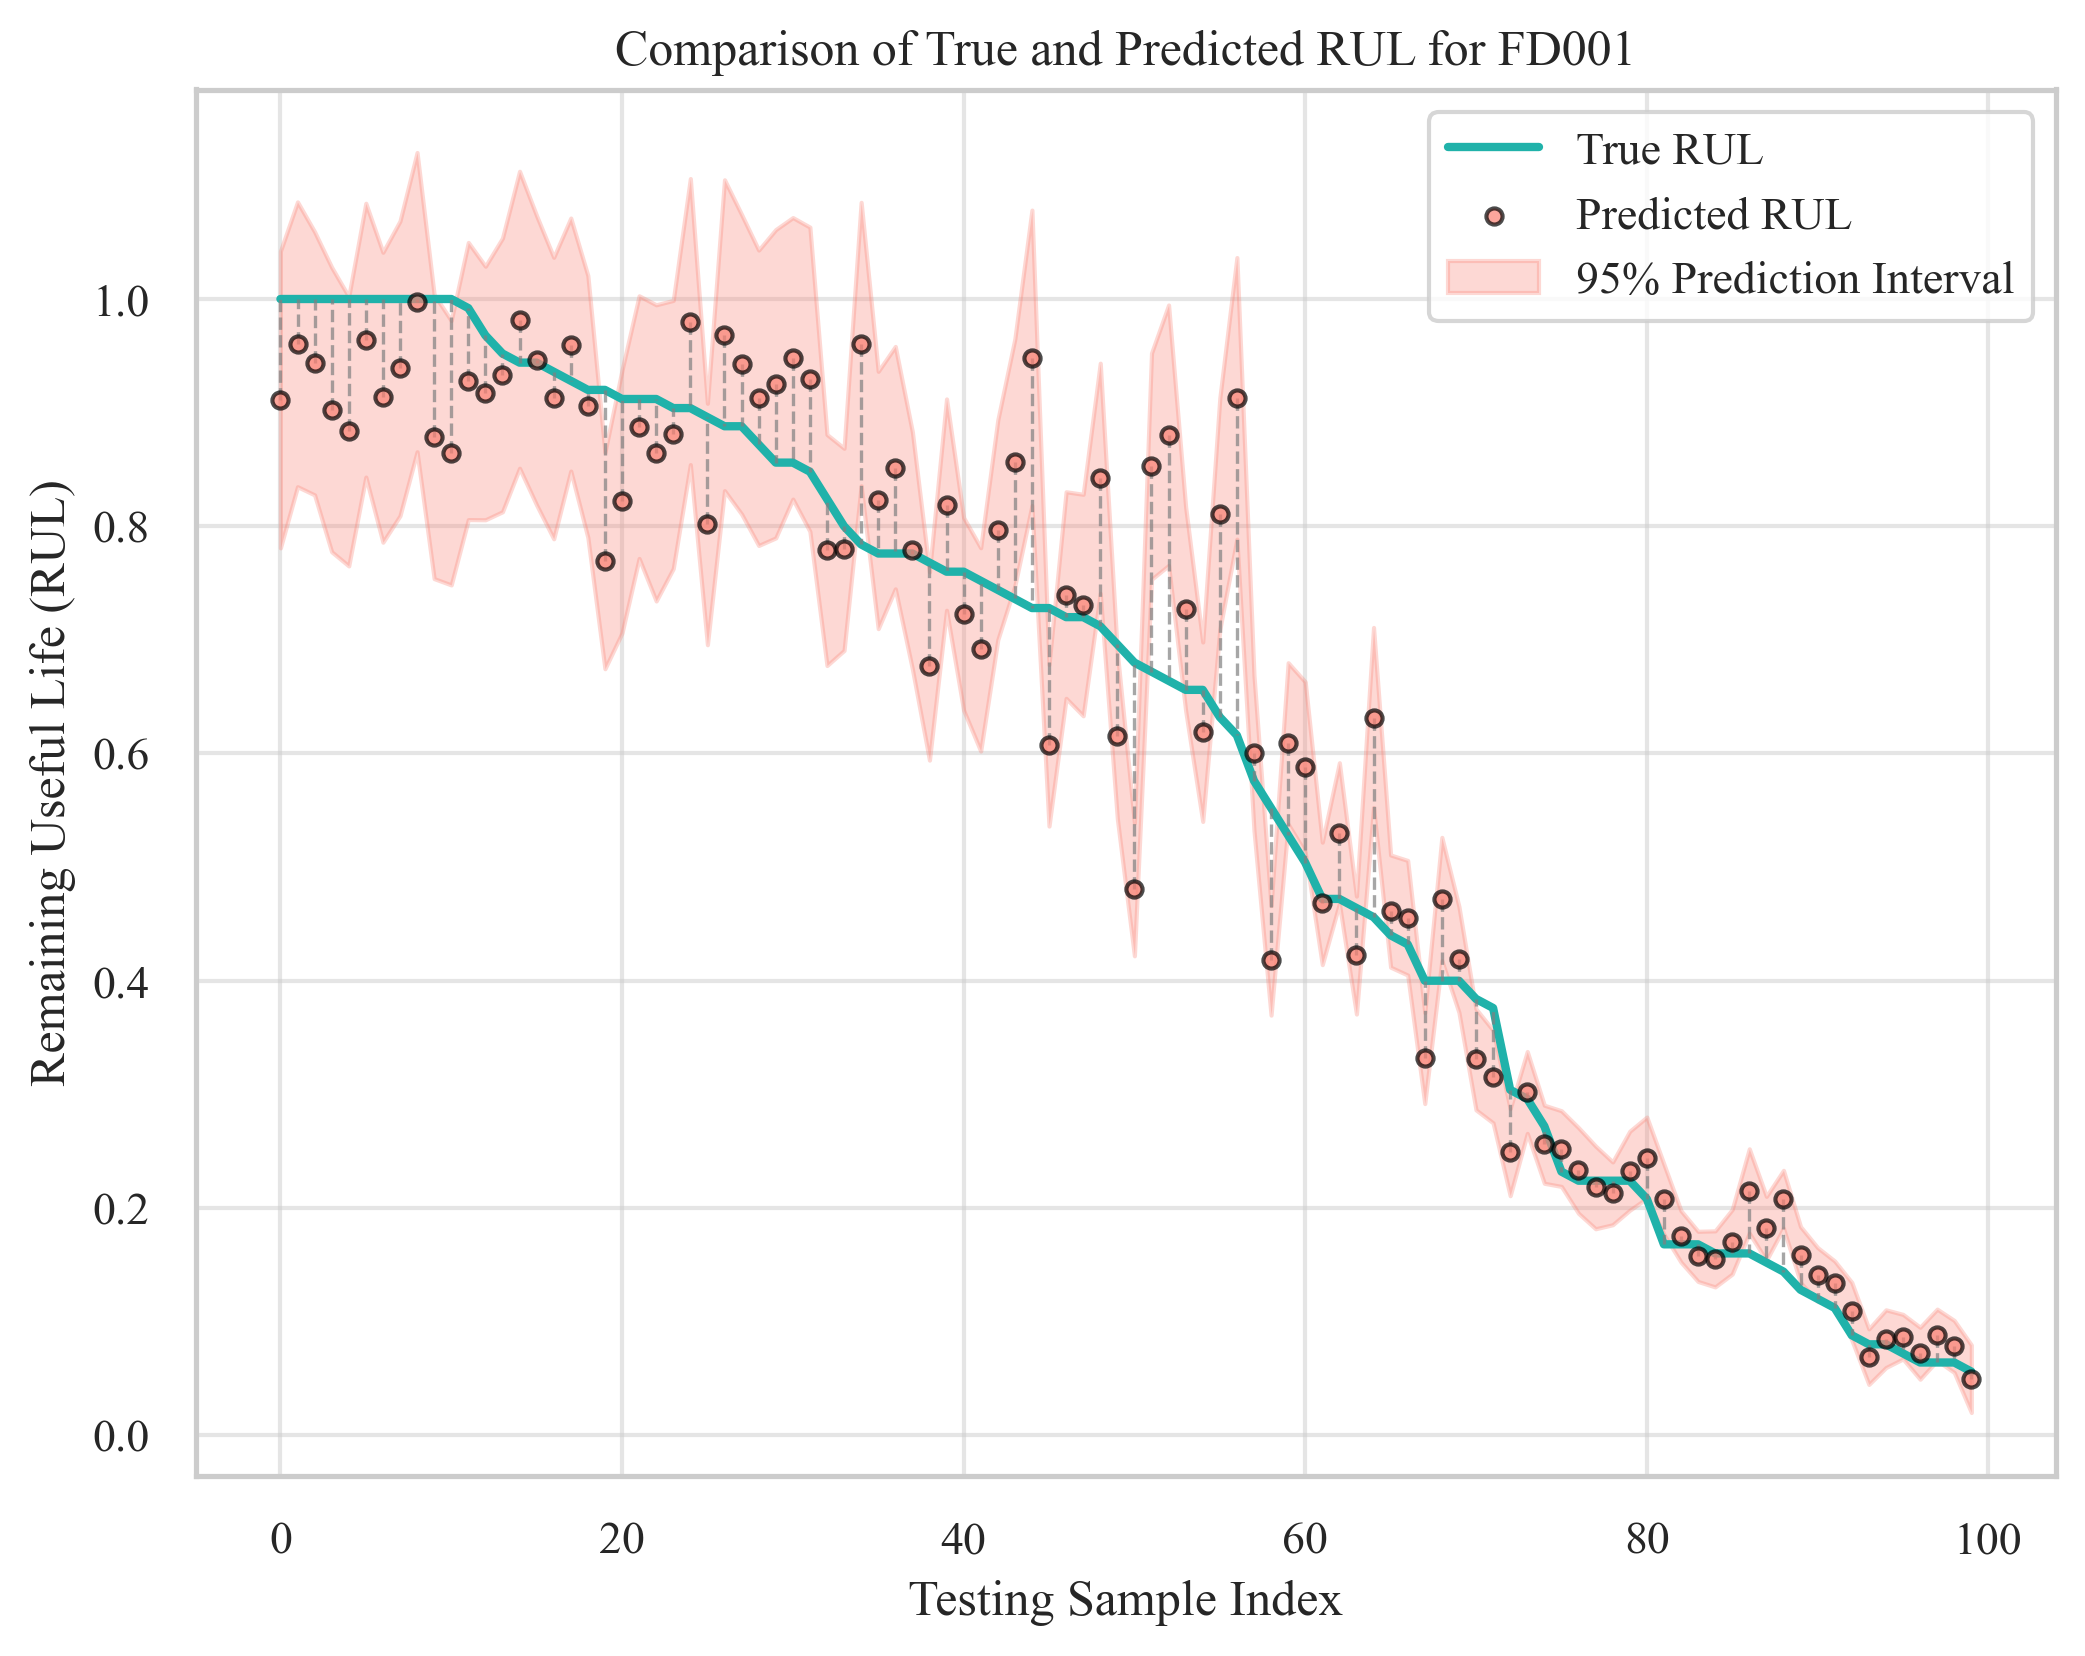 Comparison of True and Predicted RUL for FD001
True RUL
Predicted RUL
95% Prediction Interval
Remaining Useful Life (RUL)
1.0
0.8
0.6
0.4
0.2
0.0
0 20 40 60 80 100
Testing Sample Index